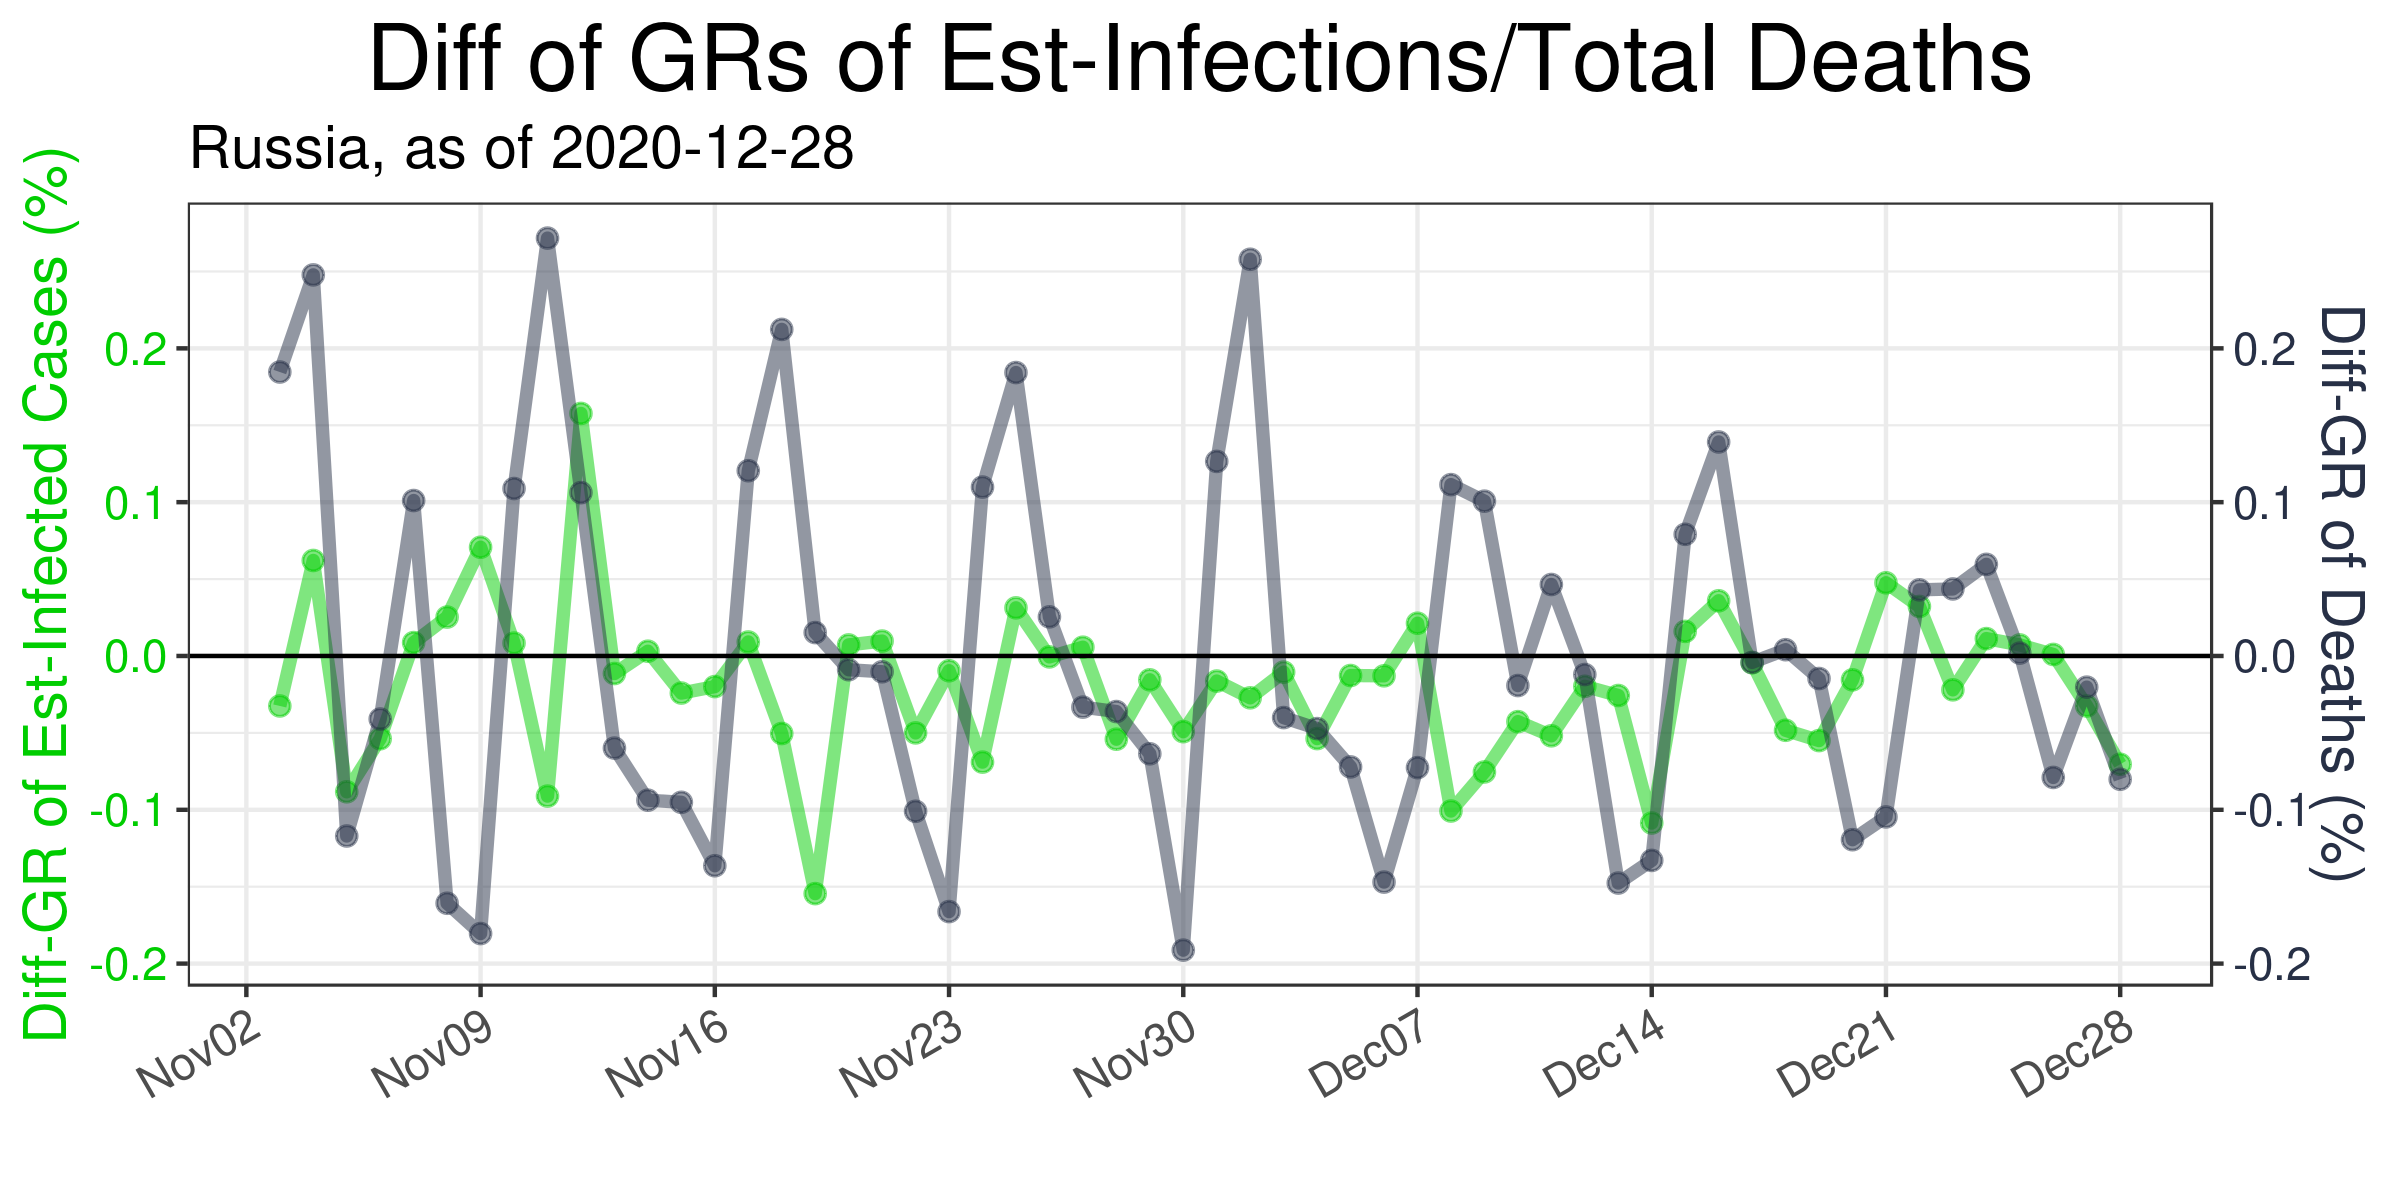 Diff of GRs of Est-Infections/Total Deaths
Russia, as of 2020-12-28
Diff-GR of Est-Infected Cases (%)
0.2
0.1
0.0
-0.1
-0.2
0.2
0.1
0.0
-0.1
-0.2
Diff-GR of Deaths (%)
Nov02
Nov09
Nov16
Nov23
Nov30
Dec07
Dec14
Dec21
Dec28